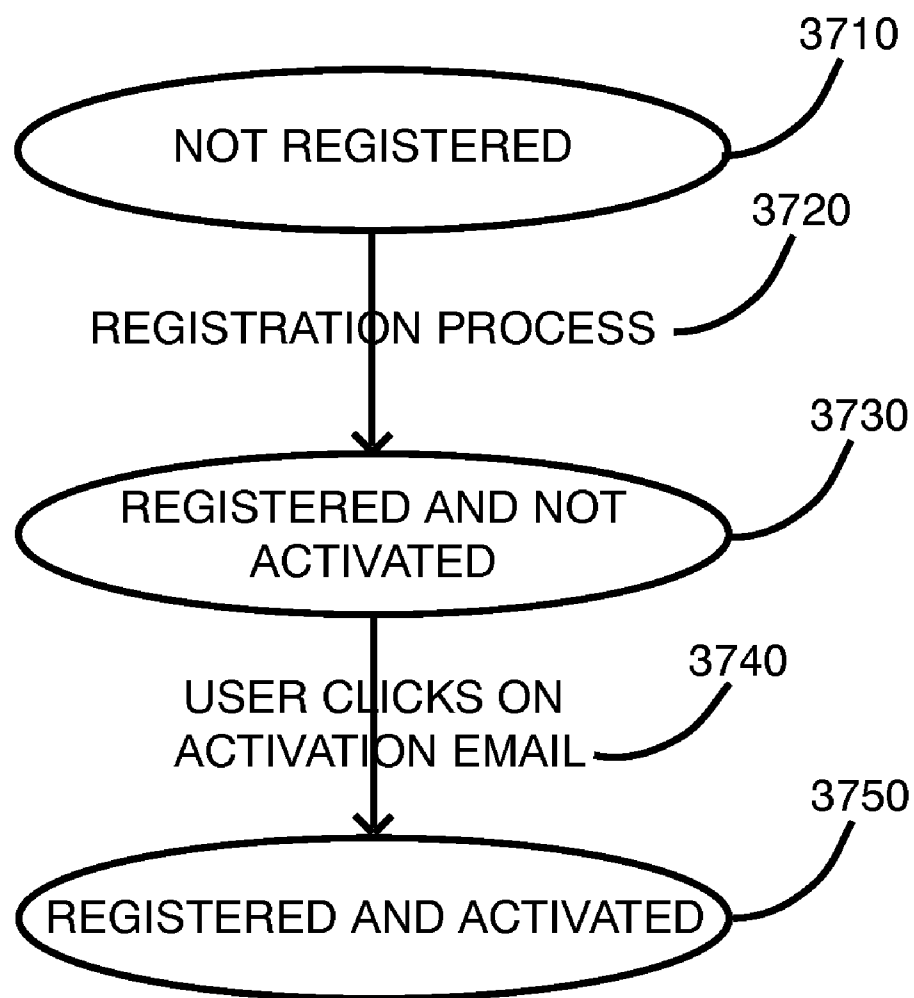 3710
NOT REGISTERED
3720
REGISTRATION PROCESS
3730
REGISTERED AND NOT
ACTIVATED
3740
USER CLICKS ON
ACTIVATION EMAIL
3750
REGISTERED AND ACTIVATED